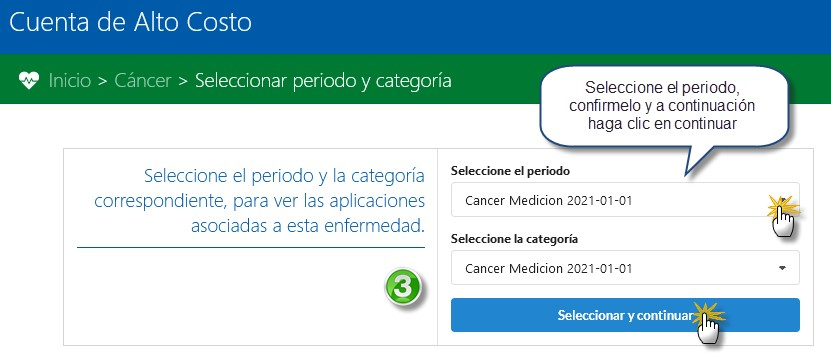 Cuenta de Alto Costo
Inicio > Cáncer > Seleccionar periodo y categoría
Seleccione el periodo,
confirmelo y a continuación
haga clic en continuar
Seleccione el periodo y la categoría
correspondiente, para ver las aplicaciones
asociadas a esta enfermedad.
3
Seleccione el periodo
Cancer Medicion 2021-01-01
Seleccione la categoría
Cancer Medicion 2021-01-01
Seleccionar y continuar